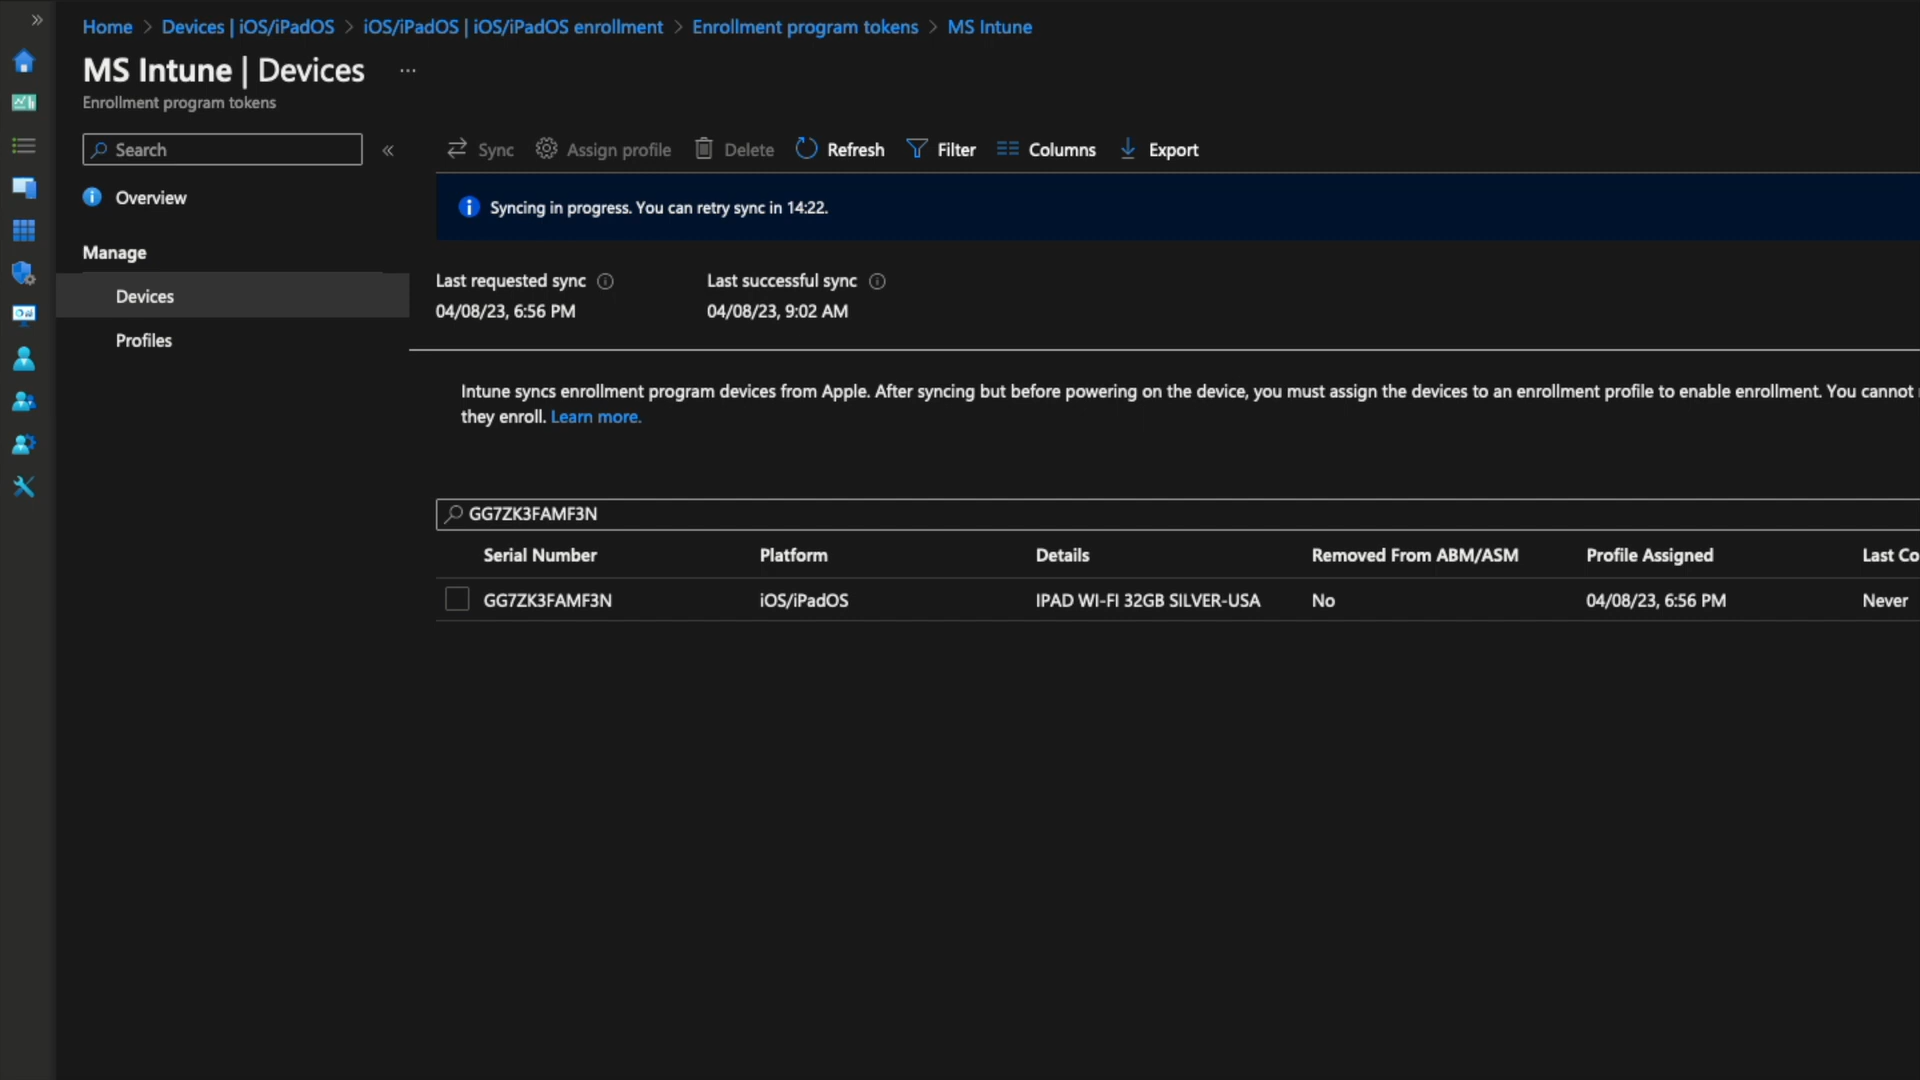 Home > Devices | iOS/iPadOS > iOS/iPadOS | iOS/iPadOS enrollment > Enrollment program tokens > MS Intune
MS Intune | Devices ...
Enrollment program tokens
Search
Sync Assign profile Delete Refresh Filter Columns Export
Overview
Syncing in progress. You can retry sync in 14:22.
Manage
Devices
Profiles
Last requested sync Last successful sync
04/08/23, 6:56 PM 04/08/23, 9:02 AM
Intune syncs enrollment program devices from Apple. After syncing but before powering on the device, you must assign the devices to an enrollment profile to enable enrollment. You cannot
they enroll. Learn more.
GG7ZK3FAMF3N
Serial Number Platform Details Removed From ABM/ASM Profile Assigned Last Co
GG7ZK3FAMF3N iOS/iPadOS IPAD WI-FI 32GB SILVER-USA No 04/08/23, 6:56 PM Never